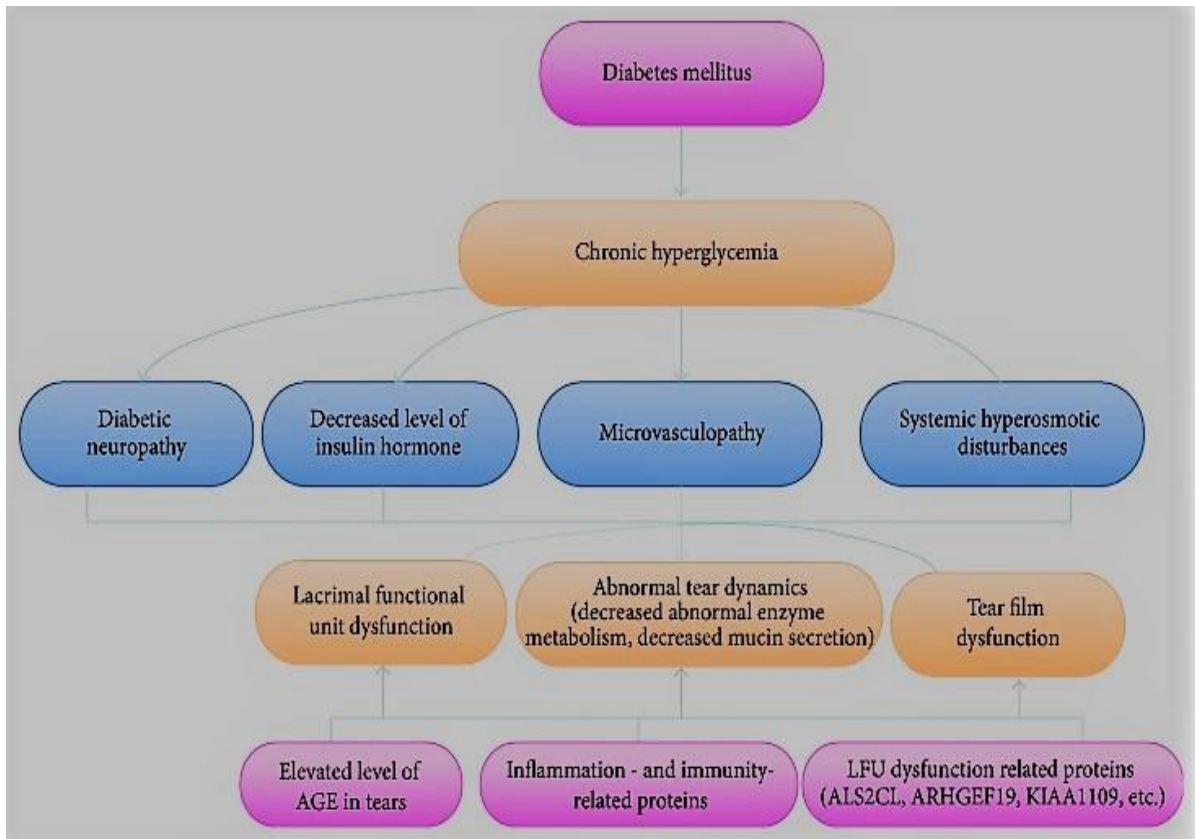 Diabetes mellitus
Chronic hyperglycemia
Diabetic
neuropathy
Decreased level of
insulin hormone
Microvasculopathy
Systemic hyperosmotic
disturbances
Lacrimal functional
unit dysfunction
Abnormal tear dynamics
(decreased abnormal enzyme
metabolism, decreased mucin secretion)
Tear film
dysfunction
Elevated level of
AGE in tears
Inflammation - and immunity-
related proteins
LFU dysfunction related proteins
(ALS2CL, ARHGEF19, KIAA1109, etc.)